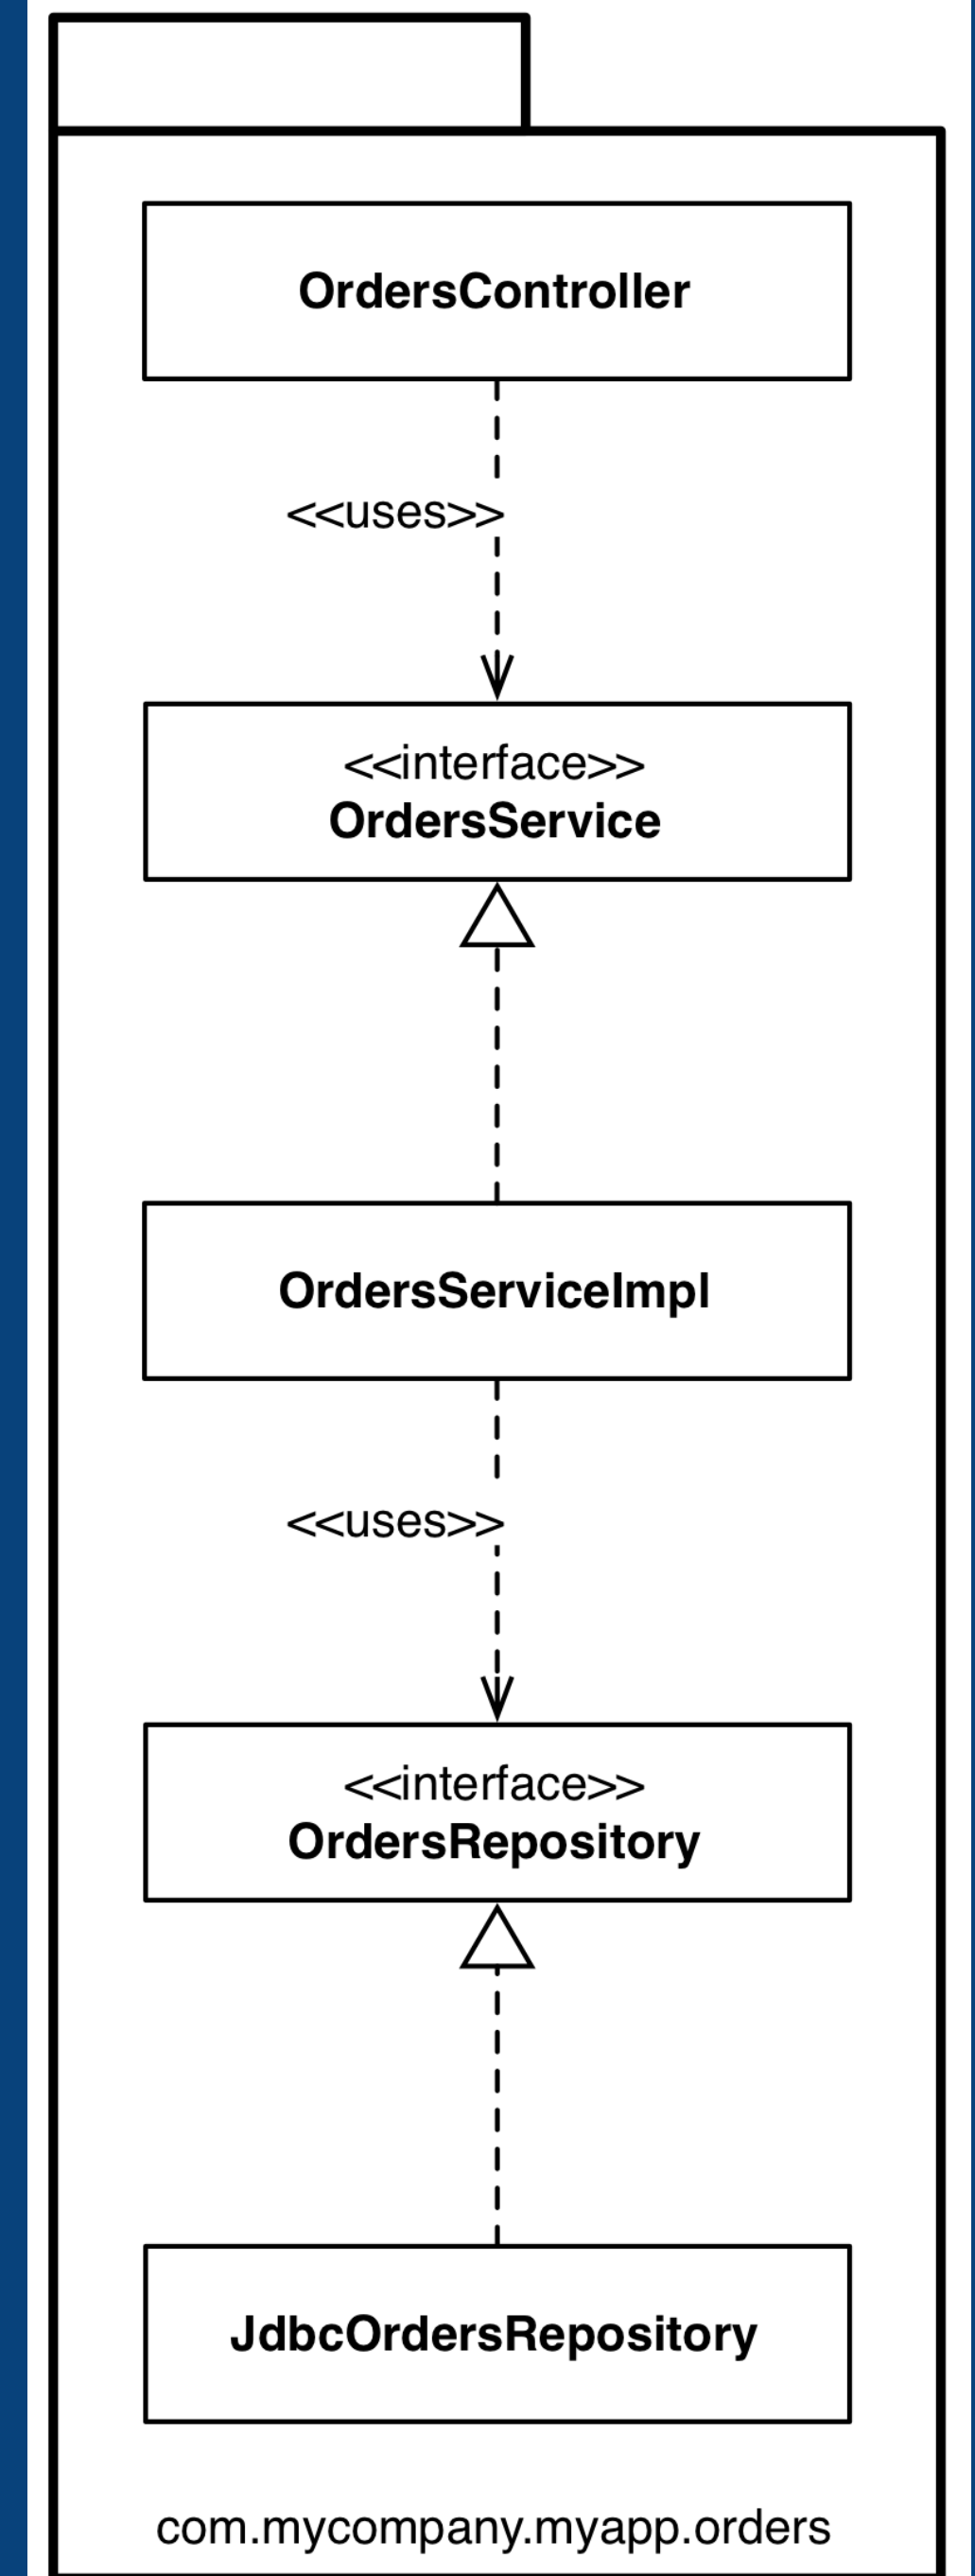 OrdersController
<<uses>>
<<interface>>
OrdersService
OrdersServiceImpl
<<uses>>
<<interface>>
OrdersRepository
JdbcOrdersRepository
com.mycompany.myapp.orders